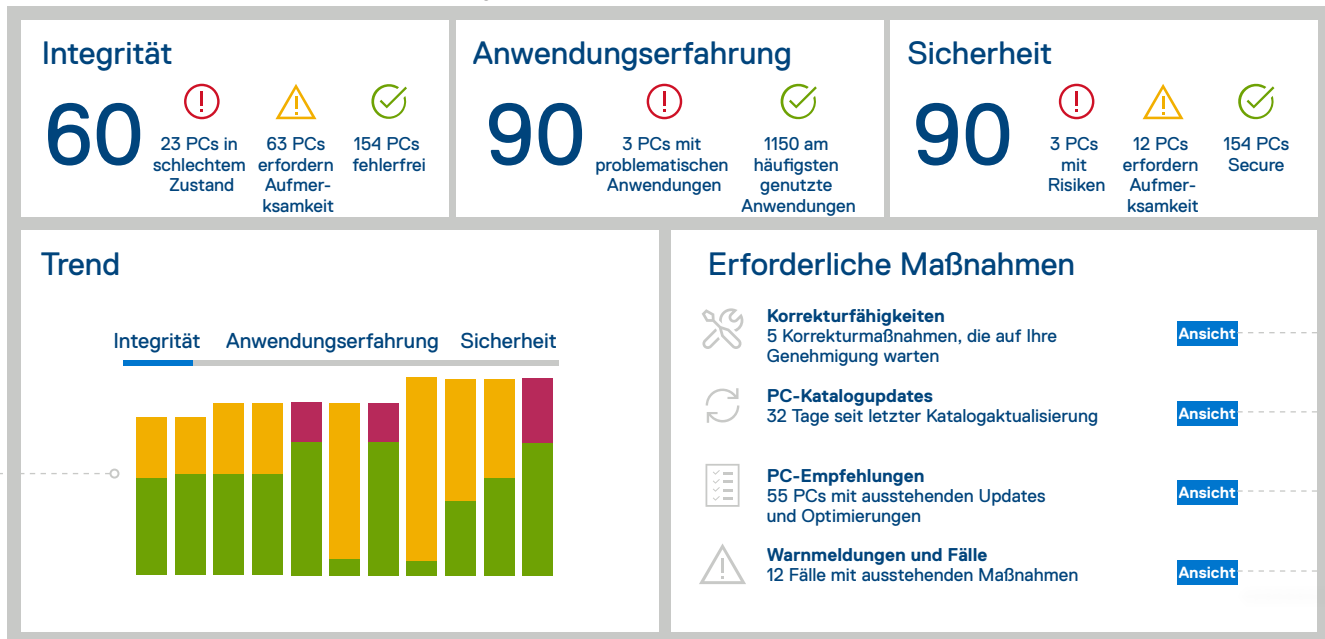 Integrität
60
23 PCs in
schlechtem
Zustand
63 PCs
erfordern
Aufmer-
ksamkeit
154 PCs
fehlerfrei
Anwendungserfahrung
90
3 PCs mit
problematischen
Anwendungen
1150 am
häufigsten
genutzte
Anwendungen
Sicherheit
90
3 PCs
mit
Risiken
12 PCs
erfordern
Aufmer-
ksamkeit
154 PCs
Secure
Trend
Integrität Anwendungserfahrung Sicherheit
Erforderliche Maßnahmen
Korrekturfähigkeiten
5 Korrekturmaßnahmen, die auf Ihre
Genehmigung warten
Ansicht
PC-Katalogupdates
32 Tage seit letzter Katalogaktualisierung
Ansicht
PC-Empfehlungen
55 PCs mit ausstehenden Updates
und Optimierungen
Ansicht
Warnmeldungen und Fälle
12 Fälle mit ausstehenden Maßnahmen
Ansicht